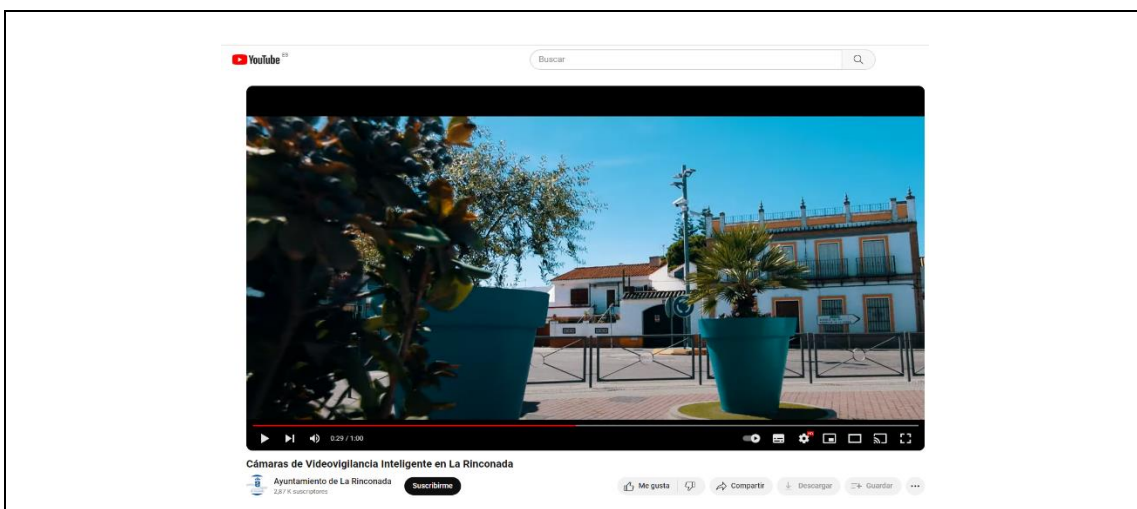 YouTube ES
Buscar
0:29 / 1:00
Cámaras de Videovigilancia Inteligente en La Rinconada
Ayuntamiento de La Rinconada
2,87 K suscriptores
Suscribirme
Me gusta
Compartir
Descargar
Guardar